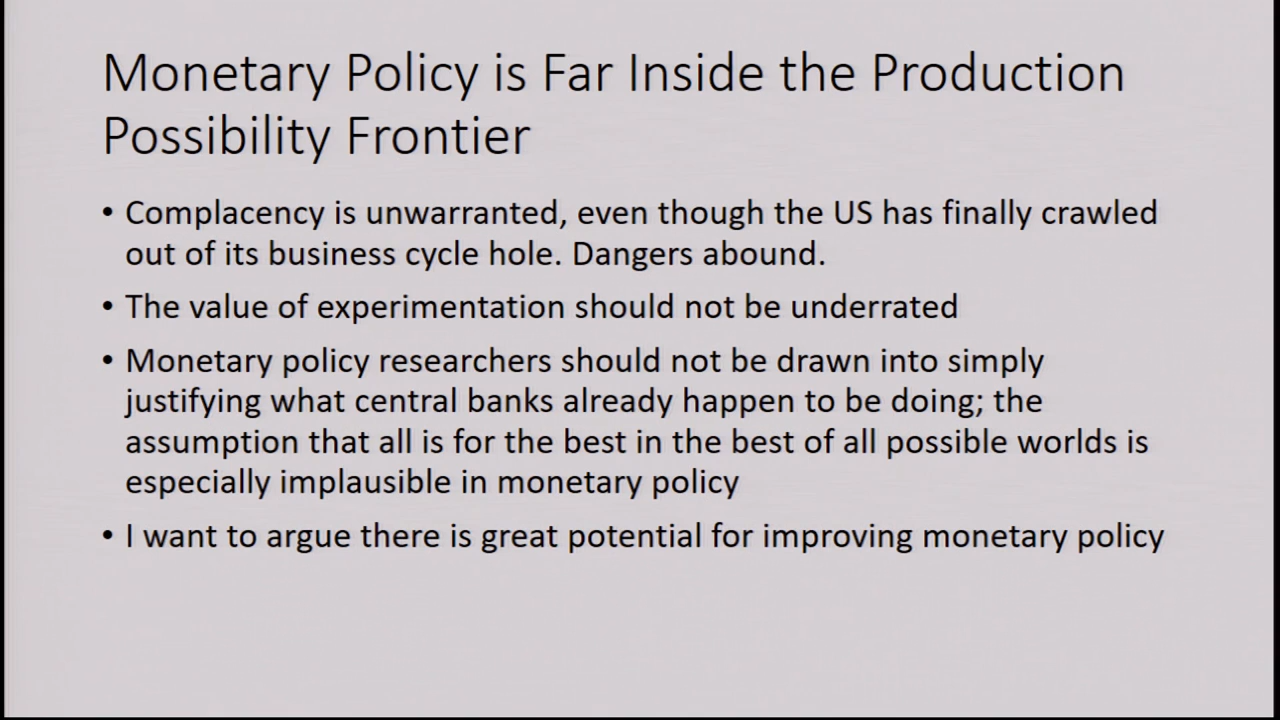 Monetary Policy is Far Inside the Production
Possibility Frontier
• Complacency is unwarranted, even though the US has finally crawled
out of its business cycle hole. Dangers abound.
• The value of experimentation should not be underrated
• Monetary policy researchers should not be drawn into simply
justifying what central banks already happen to be doing; the
assumption that all is for the best in the best of all possible worlds is
especially implausible in monetary policy
• I want to argue there is great potential for improving monetary policy